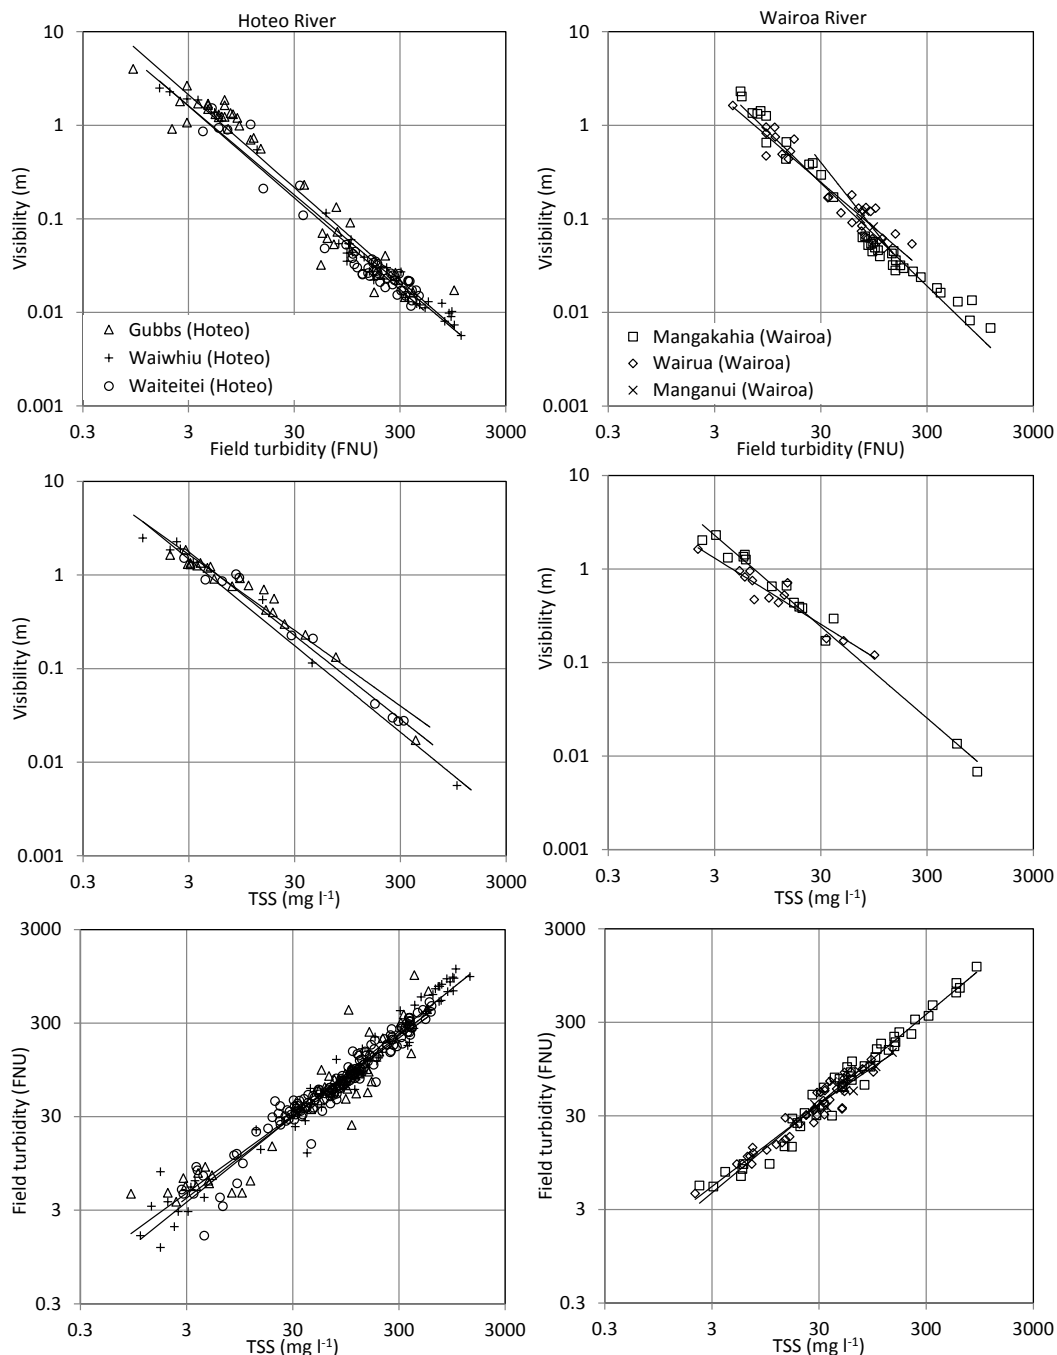 Hoteo River
Wairoa River
10
1
0.1
0.01
0.001
Visibility (m)
Gubbs (Hoteo)
Waiwhiu (Hoteo)
Waiteitei (Hoteo)
0.3 3 30 300 3000
Field turbidity (FNU)
10
1
0.1
0.01
0.001
Visibility (m)
Mangakahia (Wairoa)
Wairua (Wairoa)
Manganui (Wairoa)
0.3 3 30 300 3000
Field turbidity (FNU)
10
1
0.1
0.01
0.001
Visibility (m)
0.3 3 30 300 3000
TSS (mg l⁻¹)
10
1
0.1
0.01
0.001
Visibility (m)
0.3 3 30 300 3000
TSS (mg l⁻¹)
3000
300
30
3
0.3
Field turbidity (FNU)
0.3 3 30 300 3000
TSS (mg l⁻¹)
3000
300
30
3
0.3
Field turbidity (FNU)
0.3 3 30 300 3000
TSS (mg l⁻¹)